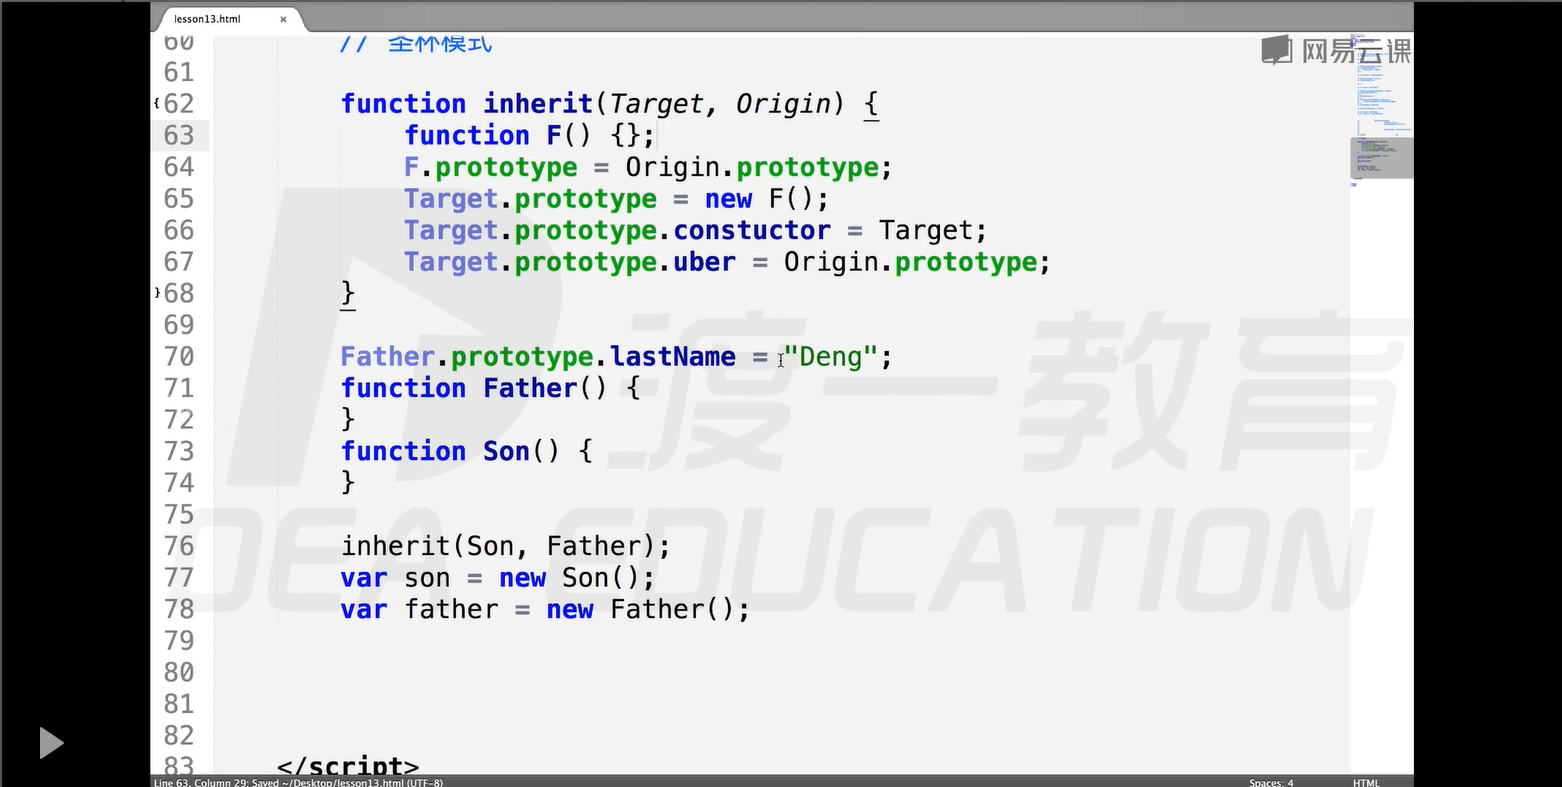 lesson13.html ×
60 // 圣杯模式
网易云课
61
62 function inherit(Target, Origin) {
63 function F() {};
64 F.prototype = Origin.prototype;
65 Target.prototype = new F();
66 Target.prototype.constuctor = Target;
67 Target.prototype.uber = Origin.prototype;
68 }
69
70 Father.prototype.lastName = "Deng";
71 function Father() {
72 }
73 function Son() {
74 }
75
76 inherit(Son, Father);
77 var son = new Son();
78 var father = new Father();
79
80
81
82
83 </script>
渡一教育
DEA EDUCATION
Line 63, Column 29; Saved ~/Desktop/lesson13.html (UTF-8) Spaces: 4 HTML